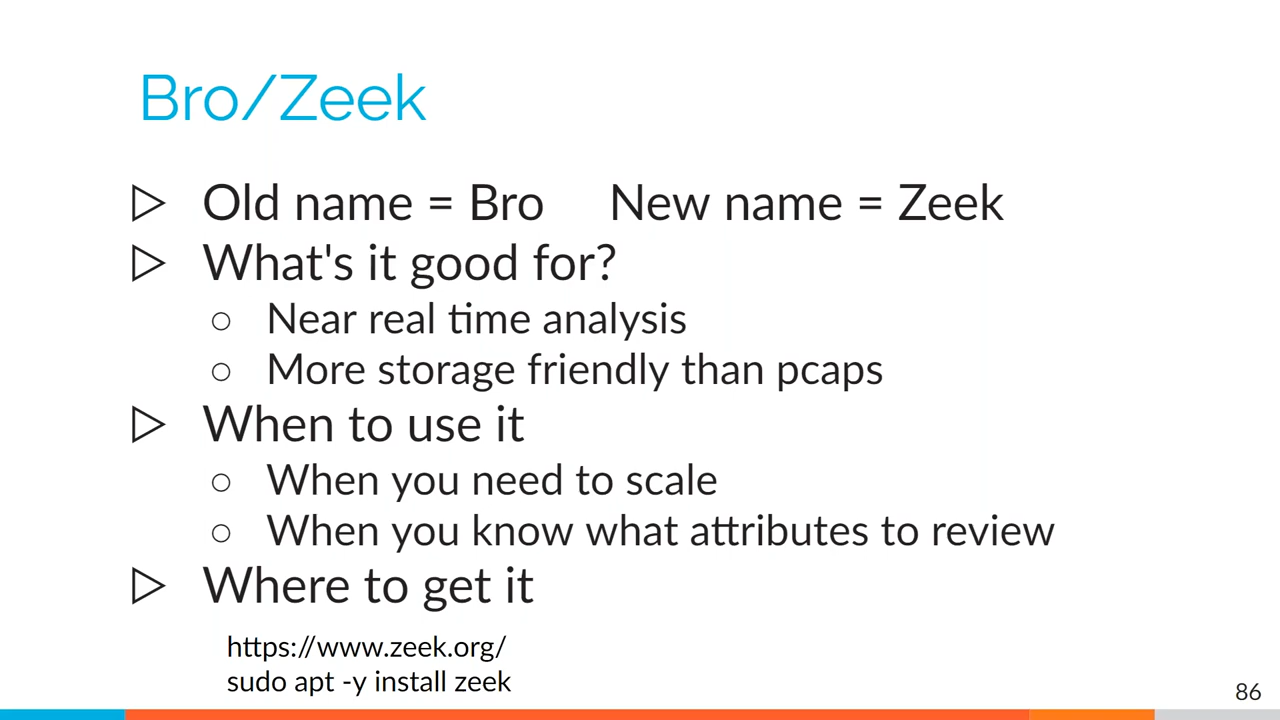 Bro/Zeek
▷ Old name = Bro New name = Zeek
▷ What's it good for?
○ Near real time analysis
○ More storage friendly than pcaps
▷ When to use it
○ When you need to scale
○ When you know what attributes to review
▷ Where to get it
https://www.zeek.org/
sudo apt -y install zeek
86